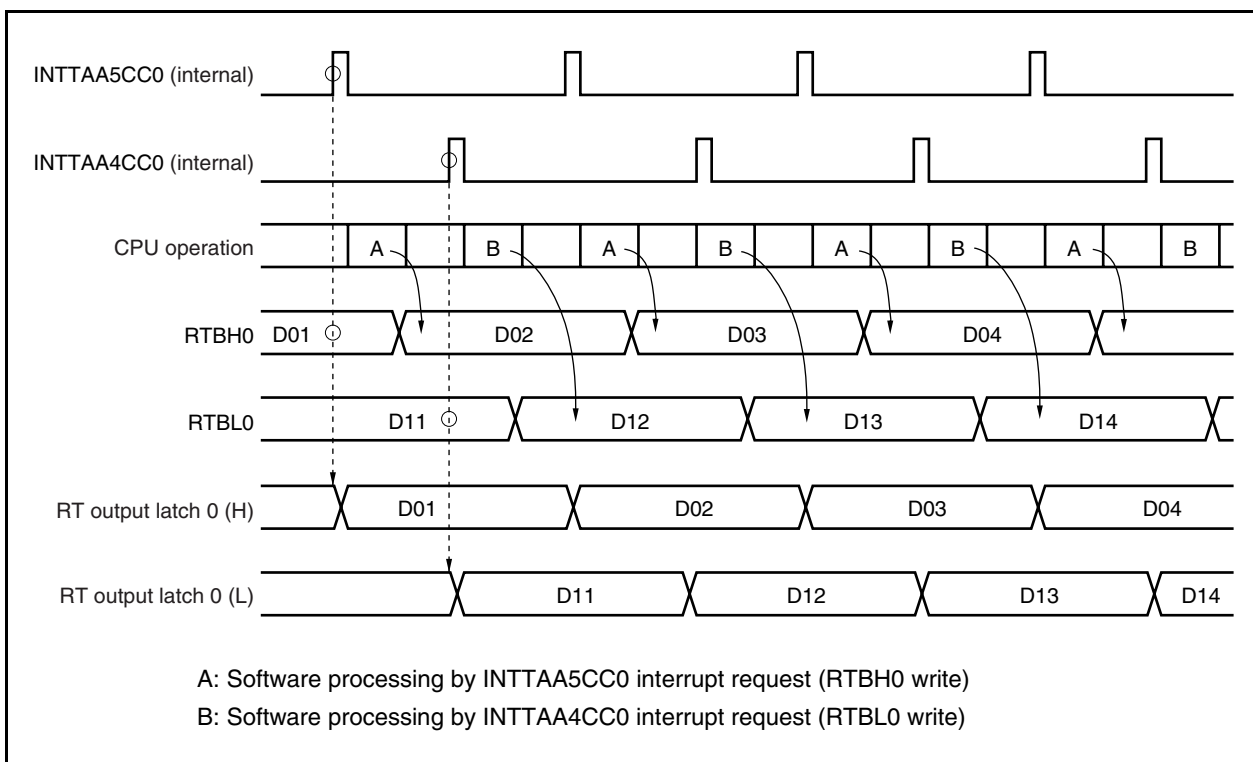 INTTAA5CC0 (internal)
INTTAA4CC0 (internal)
CPU operation A B A B A B A B
RTBH0 D01 D02 D03 D04
RTBL0 D11 D12 D13 D14
RT output latch 0 (H) D01 D02 D03 D04
RT output latch 0 (L) D11 D12 D13 D14
A: Software processing by INTTAA5CC0 interrupt request (RTBH0 write)
B: Software processing by INTTAA4CC0 interrupt request (RTBL0 write)